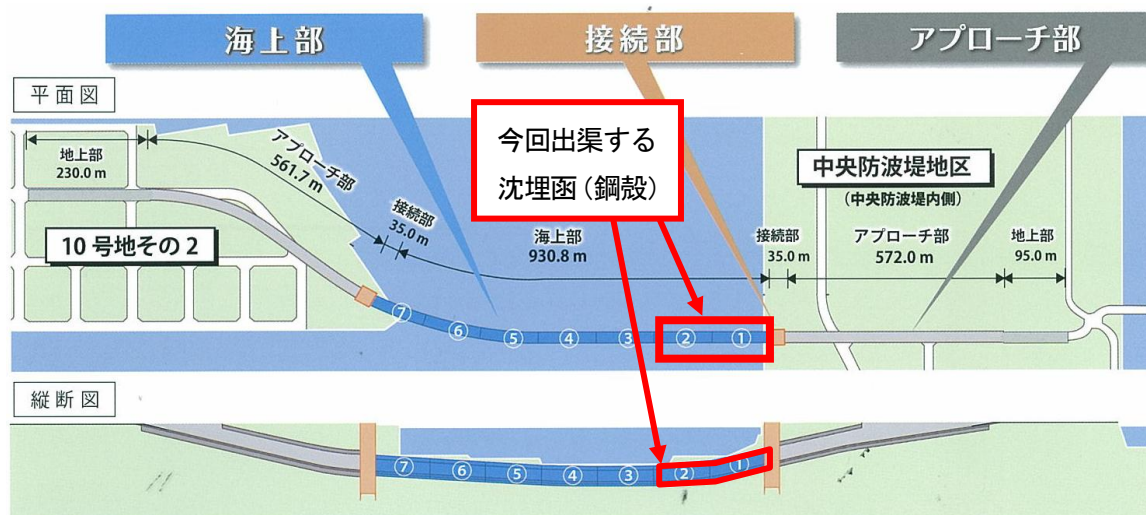 海上部
接続部
アプローチ部
平面図
今回出渠する
沈埋函(鋼殻)
地上部
230.0 m
アプローチ部
561.7 m
接続部
35.0 m
海上部
930.8 m
中央防波堤地区
(中央防波堤内側)
接続部
35.0 m
アプローチ部
572.0 m
地上部
95.0 m
10号地その2
⑦
⑥
⑤
④
③
②
①
縦断図
⑦
⑥
⑤
④
③
②
①